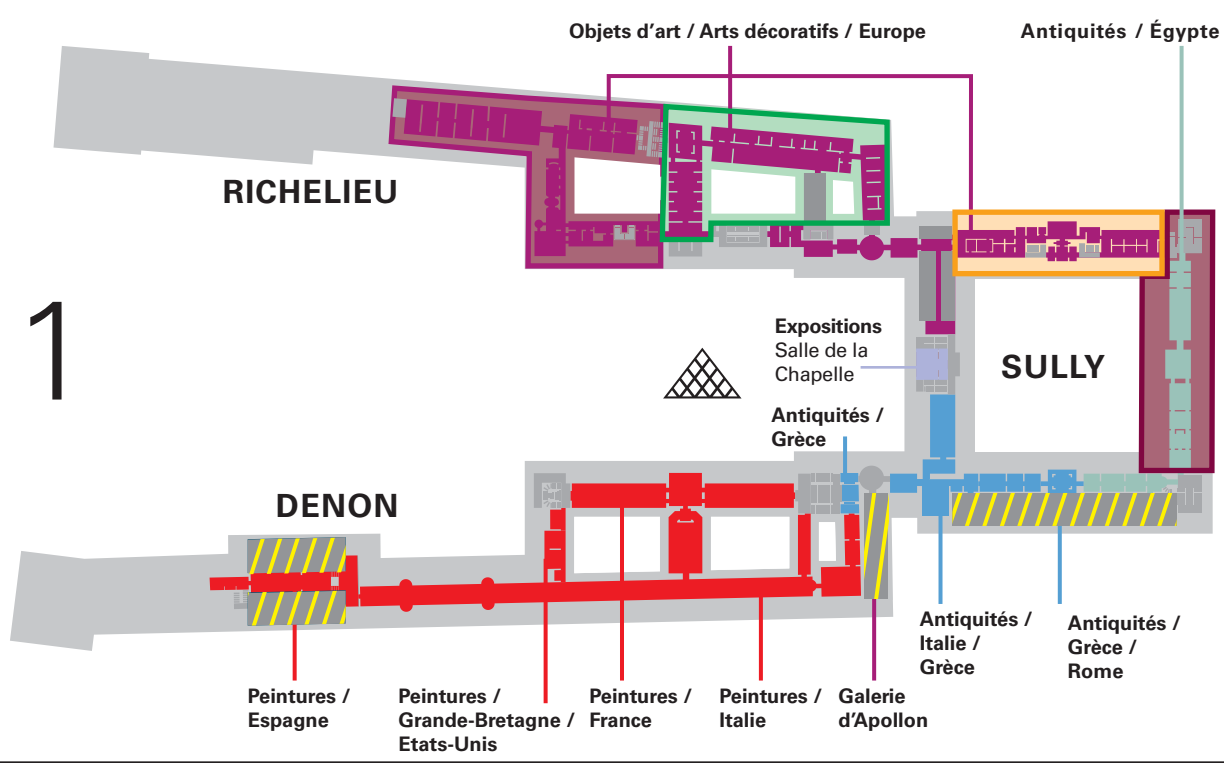 Objets d'art / Arts décoratifs / Europe
Antiquités / Égypte
RICHELIEU
1
Expositions
Salle de la
Chapelle
SULLY
Antiquités /
Grèce
DENON
Antiquités /
Italie /
Grèce
Antiquités /
Grèce /
Rome
Peintures /
Espagne
Peintures /
Grande-Bretagne /
Etats-Unis
Peintures /
France
Peintures /
Italie
Galerie
d'Apollon